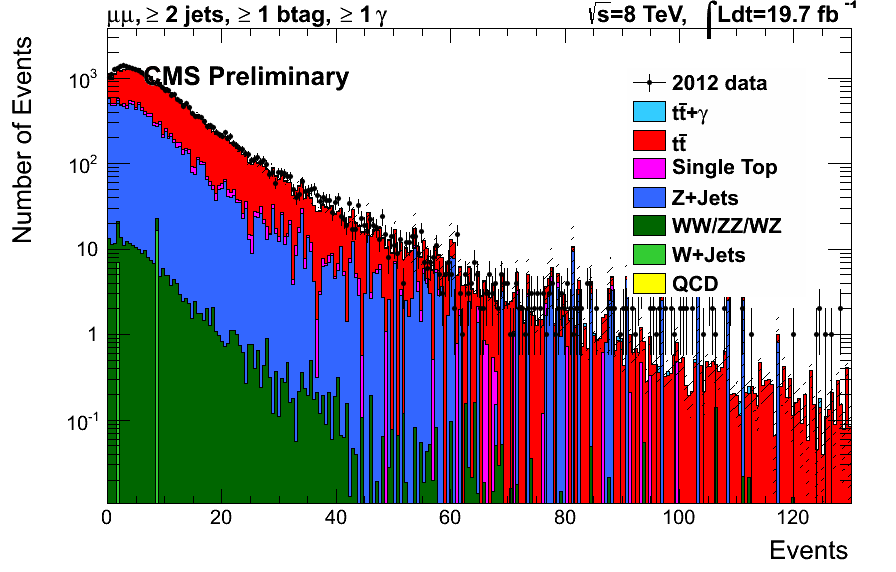 μμ, ≥ 2 jets, ≥ 1 btag, ≥ 1 γ
√s=8 TeV, ∫Ldt=19.7 fb⁻¹
CMS Preliminary
Number of Events
10³
10²
10
1
10⁻¹
2012 data
tt̄+γ
tt̄
Single Top
Z+Jets
WW/ZZ/WZ
W+Jets
QCD
0 20 40 60 80 100 120
Events